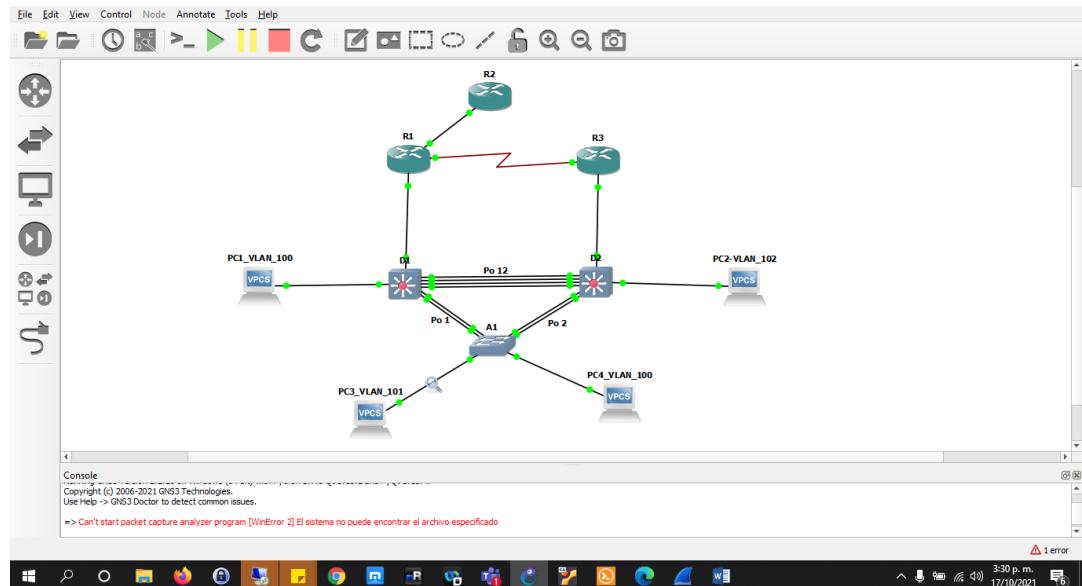 File Edit View Control Node Annotate Tools Help
R2
R1
R3
PC1_VLAN_100
D1
D2
PC2-VLAN_102
VPCS
Po 12
VPCS
Po 1
A1
Po 2
PC3_VLAN_101
PC4_VLAN_100
VPCS
VPCS
Console
Copyright (c) 2006-2021 GNS3 Technologies.
Use Help -> GNS3 Doctor to detect common issues.
=> Can't start packet capture analyzer program [WinError 2] El sistema no puede encontrar el archivo especificado
1 error
3:30 p. m.
17/10/2021